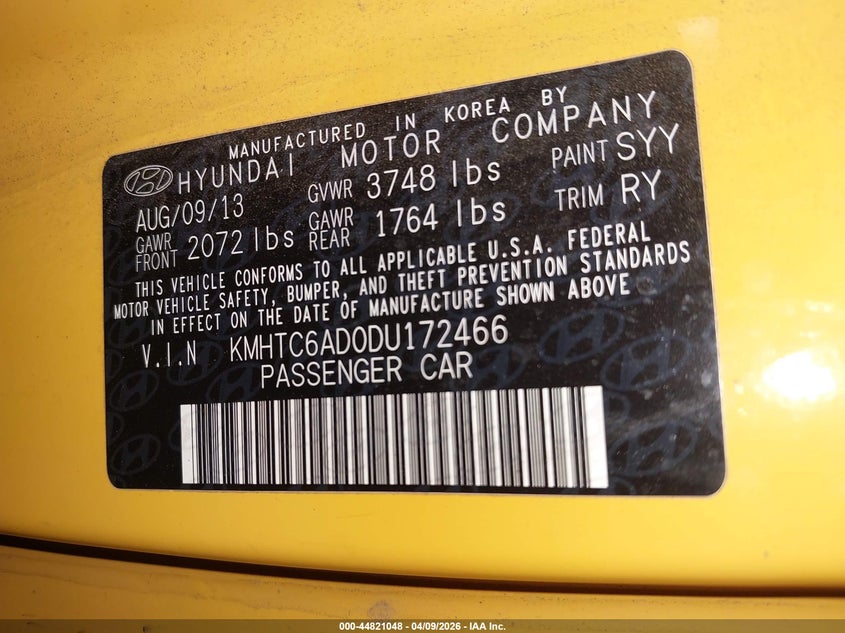 MANUFACTURED IN KOREA BY
HYUNDAI MOTOR COMPANY
AUG/09/13 GVWR 3748 lbs PAINT SYY
GAWR FRONT 2072 lbs GAWR REAR 1764 lbs TRIM RY
THIS VEHICLE CONFORMS TO ALL APPLICABLE U.S.A. FEDERAL
MOTOR VEHICLE SAFETY, BUMPER, AND THEFT PREVENTION STANDARDS
IN EFFECT ON THE DATE OF MANUFACTURE SHOWN ABOVE
V.I.N KMHTC6AD0DU172466
PASSENGER CAR
000-44821048 - 04/09/2026 - IAA Inc.